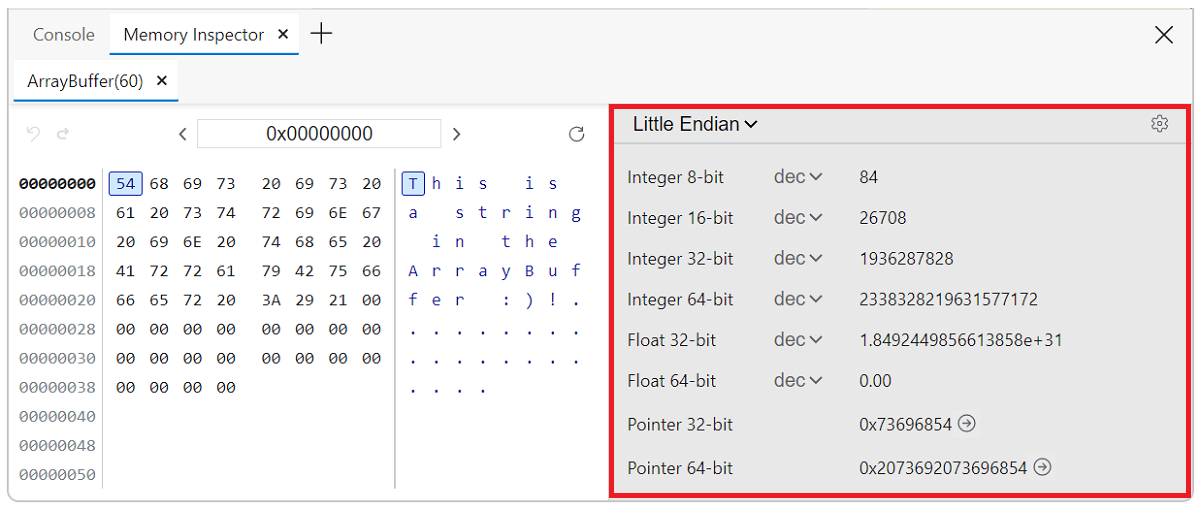 Console Memory Inspector × +
ArrayBuffer(60) ×
0x00000000
00000000 54 68 69 73 20 69 73 20 T h i s i s
00000008 61 20 73 74 72 69 6E 67 a s t r i n g
00000010 20 69 6E 20 74 68 65 20 i n t h e
00000018 41 72 72 61 79 42 75 66 A r r a y B u f
00000020 66 65 72 20 3A 29 21 00 f e r : ) ! .
00000028 00 00 00 00 00 00 00 00 . . . . . . . .
00000030 00 00 00 00 00 00 00 00 . . . . . . . .
00000038 00 00 00 00 . . . .
00000040
00000048
00000050
Little Endian
Integer 8-bit dec 84
Integer 16-bit dec 26708
Integer 32-bit dec 1936287828
Integer 64-bit dec 2338328219631577172
Float 32-bit dec 1.8492449856613858e+31
Float 64-bit dec 0.00
Pointer 32-bit 0x73696854
Pointer 64-bit 0x2073692073696854